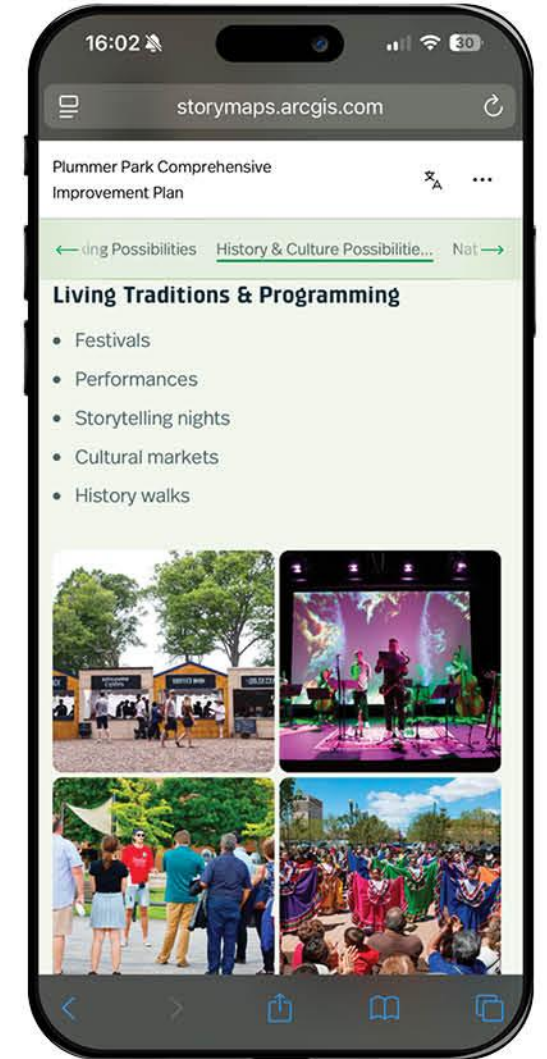 16:02
30
storymaps.arcgis.com
Plummer Park Comprehensive
Improvement Plan
ing Possibilities History & Culture Possibilitie... Nat
Living Traditions & Programming
• Festivals
• Performances
• Storytelling nights
• Cultural markets
• History walks